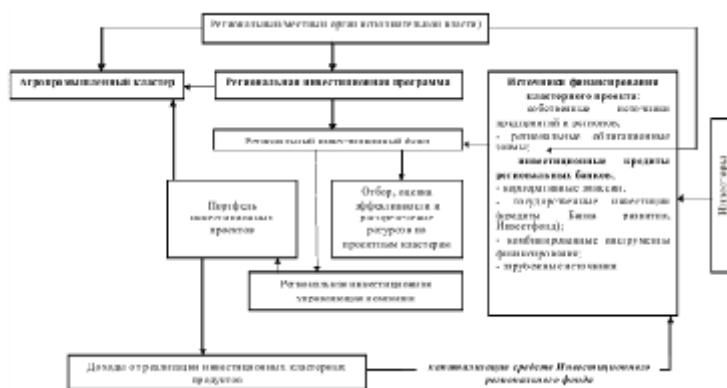 Региональный(местный орган исполнительной власти)
Агропромышленный кластер
Региональная инвестиционная программа
Источники финансирования
кластерного проекта:
собственные источники
предприятий и регионов;
- региональные облигационные
займы;
инвестиционные кредиты
региональных банков,
- корпоративные эмиссии,
- государственные инвестиции
(кредиты Банка развития,
Инвестфонд);
- комбинированные инструменты
финансирования;
- зарубежные источники
Инвесторы
Региональный инвестиционный фонд
Портфель
инвестиционных
проектов
Отбор, оценка
эффективности и
распределение
ресурсов по
проектным кластерам
Региональная инвестиционная
управляющая компания
Доходы от реализации инвестиционных кластерных
продуктов
капитализация средств Инвестиционного
регионального фонда